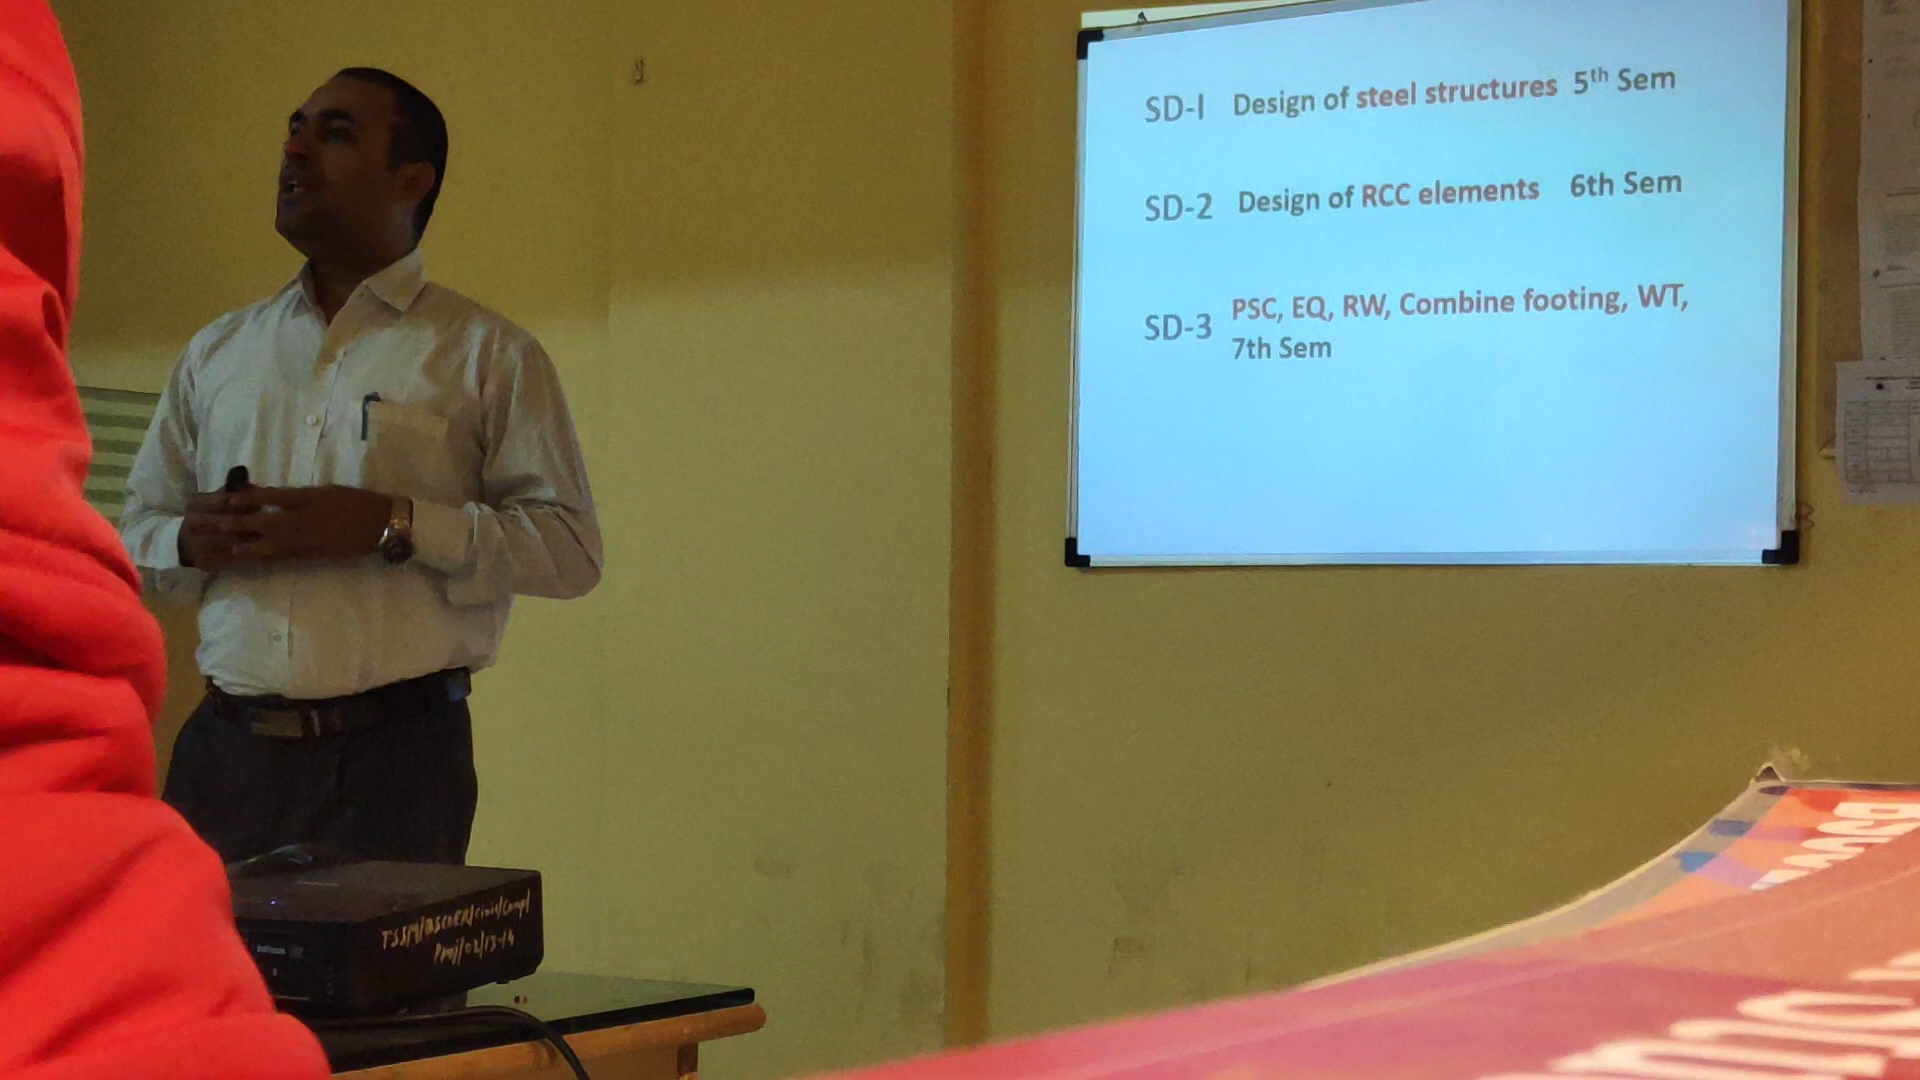 SD-I Design of steel structures 5th Sem
SD-2 Design of RCC elements 6th Sem
SD-3 PSC, EQ, RW, Combine footing, WT,
7th Sem
TSSM/BSCOER/Civil/Comp/
Proj/02/13-14